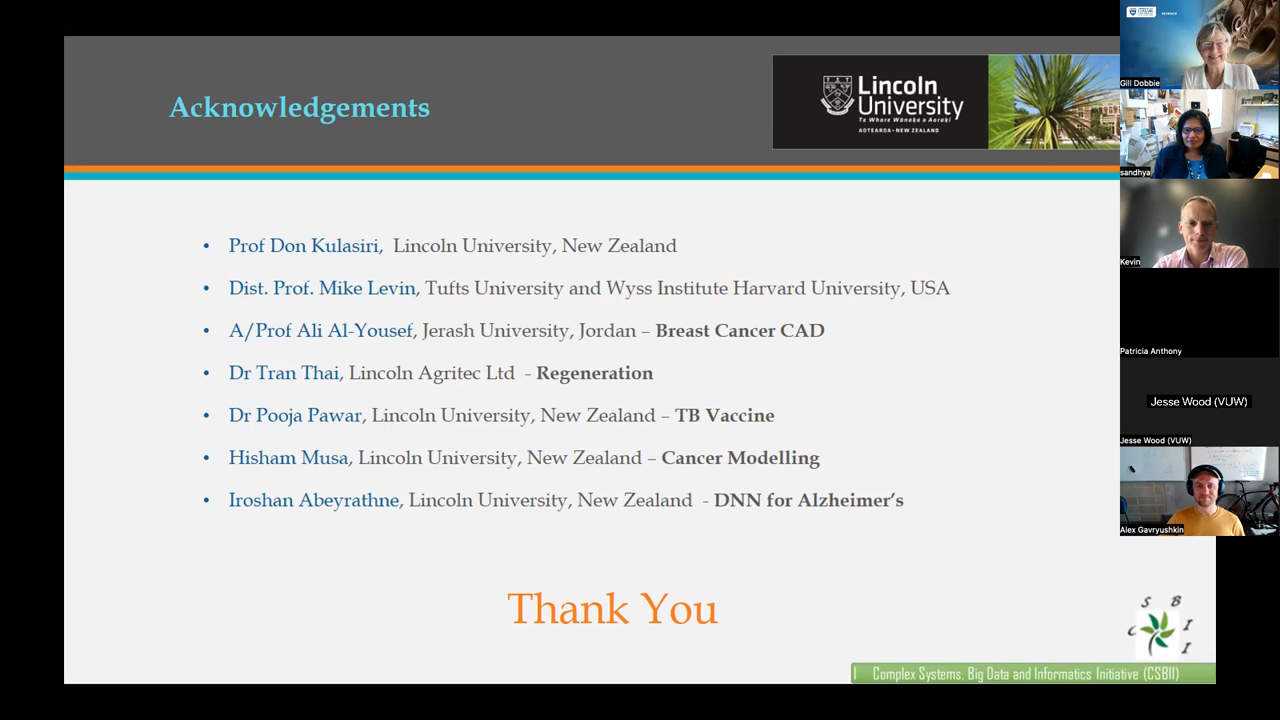 Acknowledgements
Lincoln
University
Te Whare Wānaka o Aoraki
AOTEAROA • NEW ZEALAND
• Prof Don Kulasiri, Lincoln University, New Zealand
• Dist. Prof. Mike Levin, Tufts University and Wyss Institute Harvard University, USA
• A/Prof Ali Al-Yousef, Jerash University, Jordan – Breast Cancer CAD
• Dr Tran Thai, Lincoln Agritec Ltd - Regeneration
• Dr Pooja Pawar, Lincoln University, New Zealand – TB Vaccine
• Hisham Musa, Lincoln University, New Zealand – Cancer Modelling
• Iroshan Abeyrathne, Lincoln University, New Zealand - DNN for Alzheimer's
Thank You
C S B I I
Complex Systems, Big Data and Informatics Initiative (CSBII)
Gill Dobbie
sandhya
Kevin
Patricia Anthony
Jesse Wood (VUW)
Jesse Wood (VUW)
Alex Gavryushkin